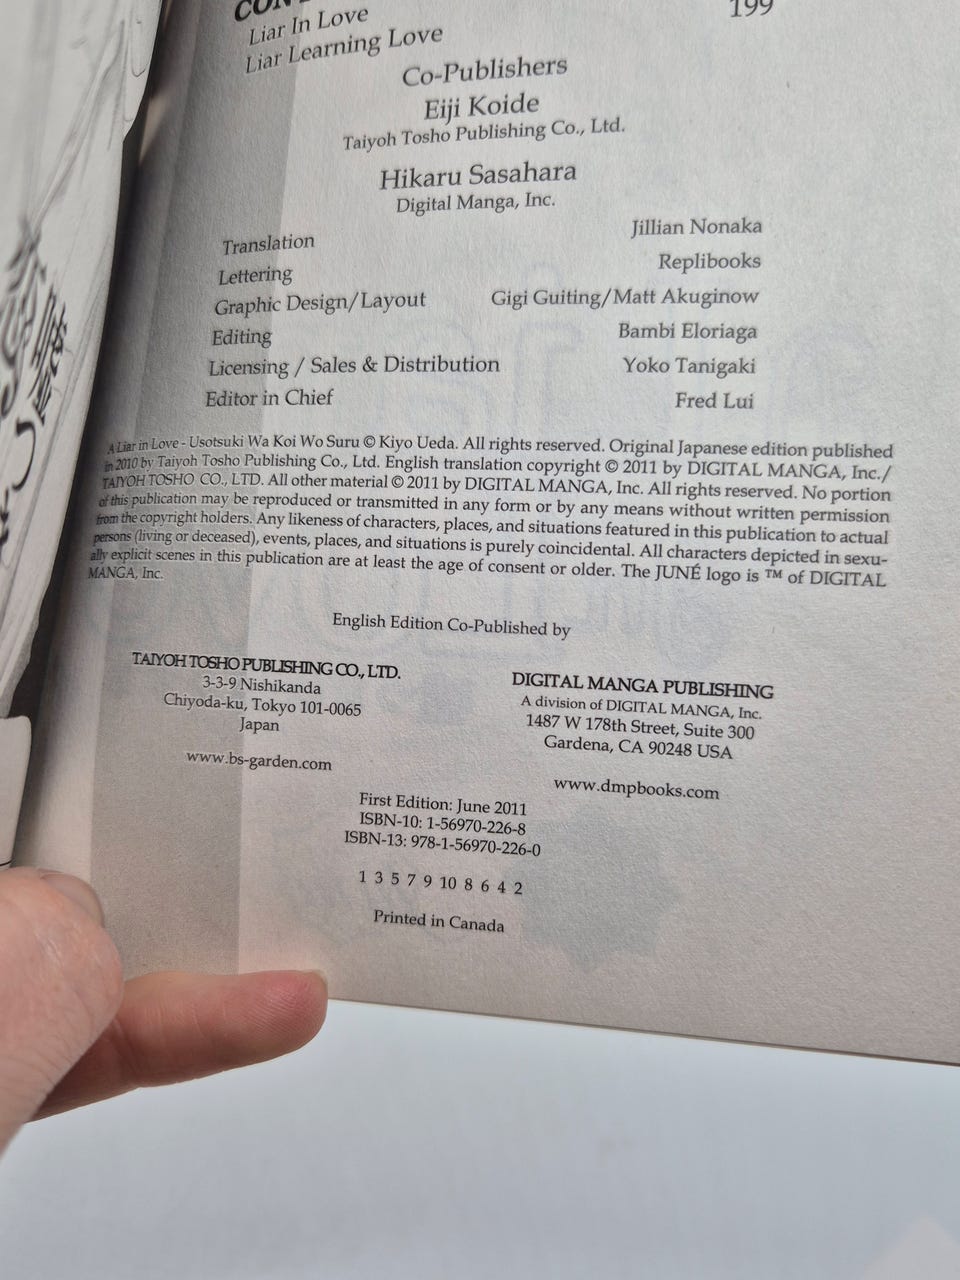 199
Liar In Love
Liar Learning Love
Co-Publishers
Eiji Koide
Taiyoh Tosho Publishing Co., Ltd.
Hikaru Sasahara
Digital Manga, Inc.
Translation Jillian Nonaka
Lettering Replibooks
Graphic Design/Layout Gigi Guiting/Matt Akuginow
Editing Bambi Eloriaga
Licensing / Sales & Distribution Yoko Tanigaki
Editor in Chief Fred Lui
A Liar in Love - Usotsuki Wa Koi Wo Suru © Kiyo Ueda. All rights reserved. Original Japanese edition published
in 2010 by Taiyoh Tosho Publishing Co., Ltd. English translation copyright © 2011 by DIGITAL MANGA, Inc./
TAIYOH TOSHO CO., LTD. All other material © 2011 by DIGITAL MANGA, Inc. All rights reserved. No portion
of this publication may be reproduced or transmitted in any form or by any means without written permission
from the copyright holders. Any likeness of characters, places, and situations featured in this publication to actual
persons (living or deceased), events, places, and situations is purely coincidental. All characters depicted in sexu-
ally explicit scenes in this publication are at least the age of consent or older. The JUNÉ logo is ™ of DIGITAL
MANGA, Inc.
English Edition Co-Published by
TAIYOH TOSHO PUBLISHING CO., LTD.
3-3-9 Nishikanda
Chiyoda-ku, Tokyo 101-0065
Japan
www.bs-garden.com
DIGITAL MANGA PUBLISHING
A division of DIGITAL MANGA, Inc.
1487 W 178th Street, Suite 300
Gardena, CA 90248 USA
www.dmpbooks.com
First Edition: June 2011
ISBN-10: 1-56970-226-8
ISBN-13: 978-1-56970-226-0
1 3 5 7 9 10 8 6 4 2
Printed in Canada